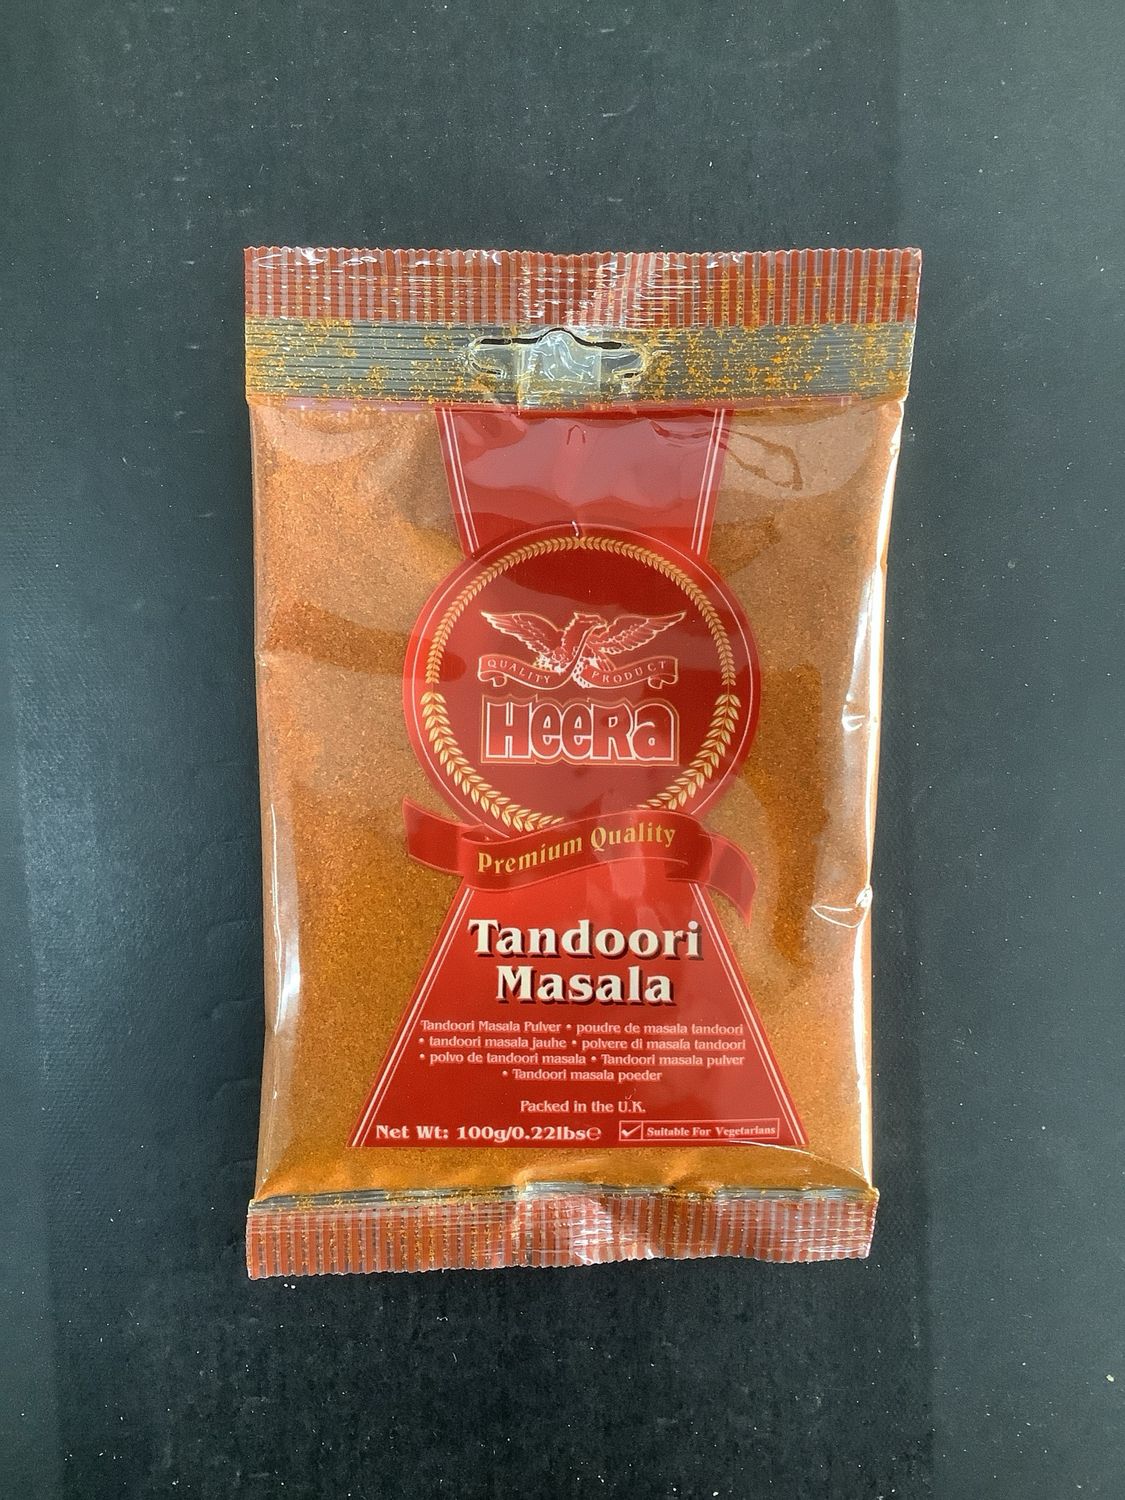 QUALITY PRODUCT
HEERA
Premium Quality
Tandoori
Masala
Tandoori Masala Pulver • poudre de masala tandoori
• tandoori masala jauhe • polvere di masala tandoori
• polvo de tandoori masala • Tandoori masala pulver
• Tandoori masala poeder
Packed in the U.K.
Net Wt: 100g/0.22lbs℮ Suitable For Vegetarians